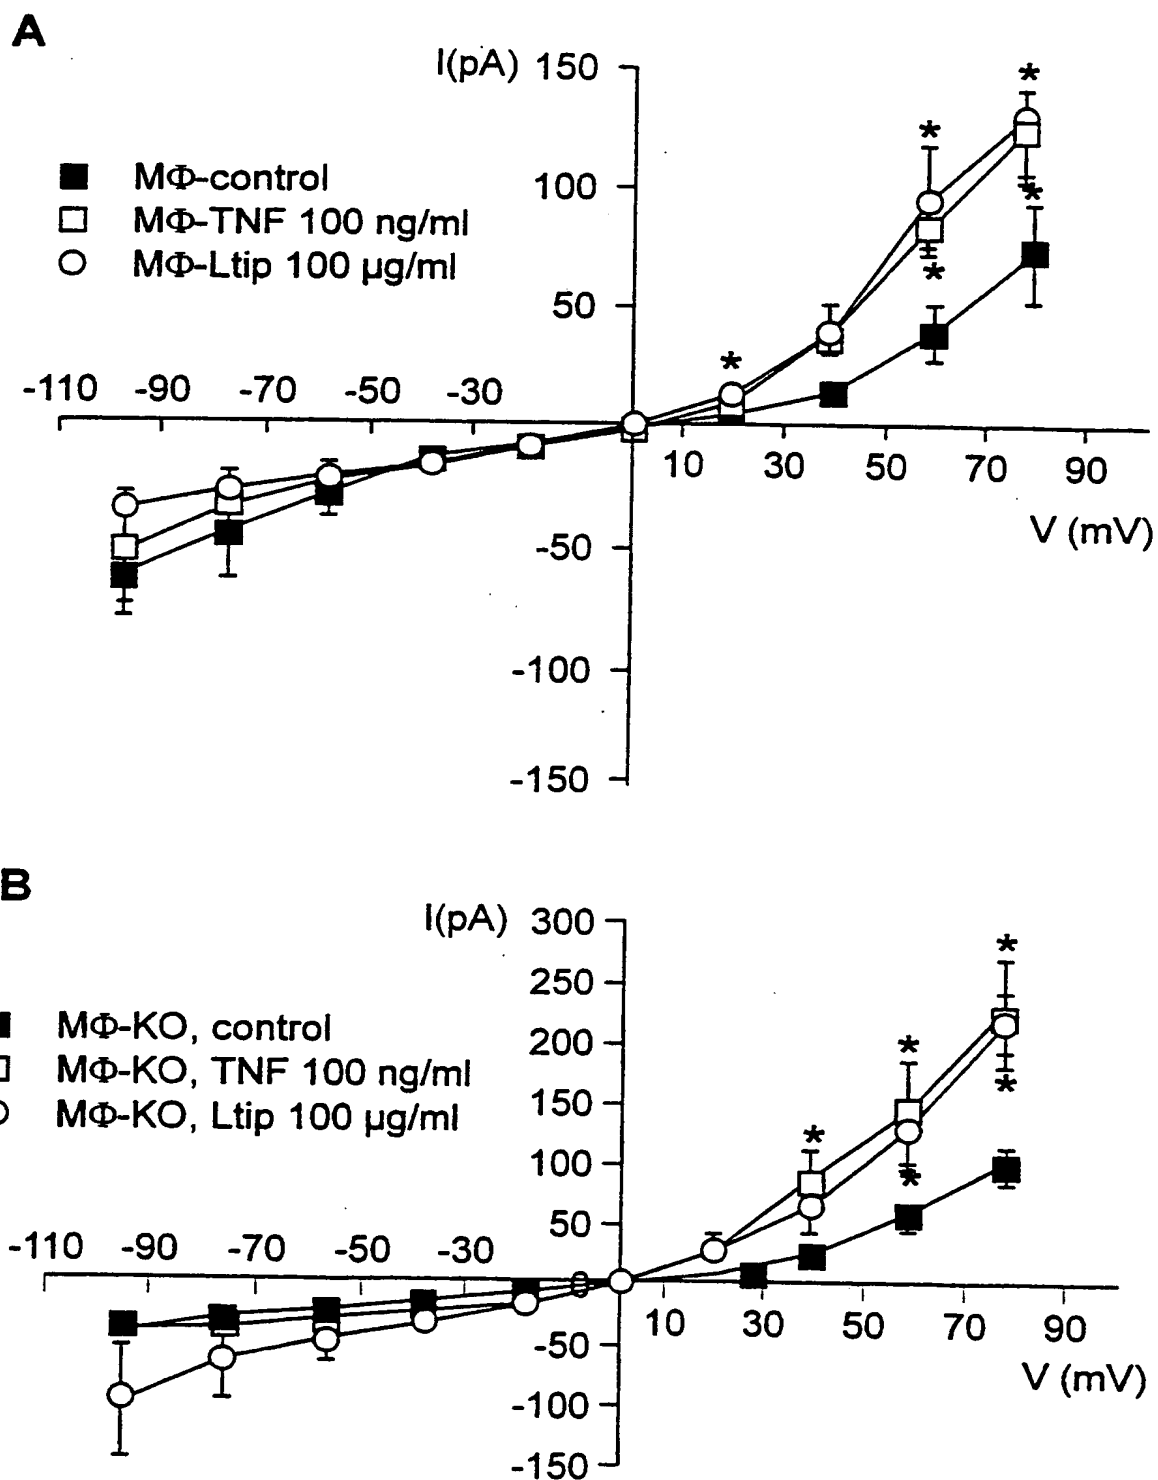 A
I(pA) 150
MΦ-control
MΦ-TNF 100 ng/ml
MΦ-Ltip 100 µg/ml
100
50
-110 -90 -70 -50 -30
10 30 50 70 90
V (mV)
-50
-100
-150
*
*
*
*
*
B
I(pA) 300
250
MΦ-KO, control
MΦ-KO, TNF 100 ng/ml
MΦ-KO, Ltip 100 µg/ml
200
150
100
50
-110 -90 -70 -50 -30
0
10 30 50 70 90
V (mV)
-50
-100
-150
*
*
*
*
*